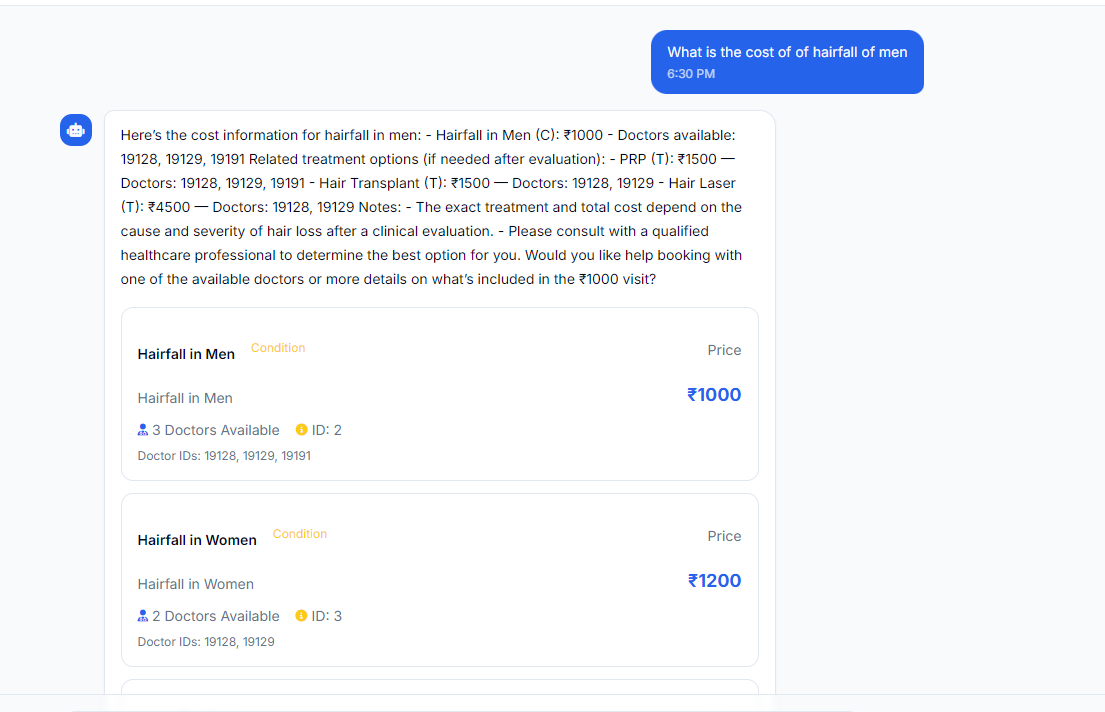 What is the cost of of hairfall of men
6:30 PM
Here's the cost information for hairfall in men: - Hairfall in Men (C): ₹1000 - Doctors available:
19128, 19129, 19191 Related treatment options (if needed after evaluation): - PRP (T): ₹1500 —
Doctors: 19128, 19129, 19191 - Hair Transplant (T): ₹1500 — Doctors: 19128, 19129 - Hair Laser
(T): ₹4500 — Doctors: 19128, 19129 Notes: - The exact treatment and total cost depend on the
cause and severity of hair loss after a clinical evaluation. - Please consult with a qualified
healthcare professional to determine the best option for you. Would you like help booking with
one of the available doctors or more details on what's included in the ₹1000 visit?
Hairfall in Men Condition Price
Hairfall in Men ₹1000
3 Doctors Available ID: 2
Doctor IDs: 19128, 19129, 19191
Hairfall in Women Condition Price
Hairfall in Women ₹1200
2 Doctors Available ID: 3
Doctor IDs: 19128, 19129